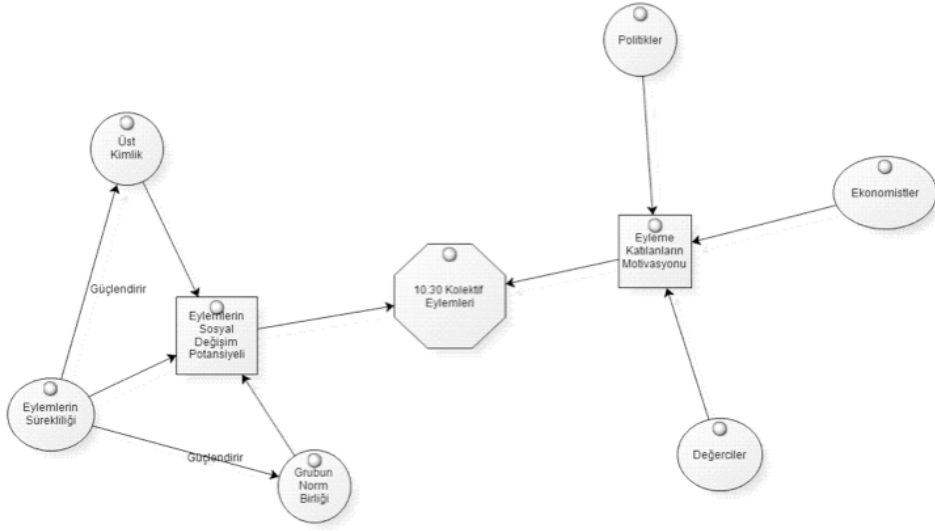 Politikler
Üst
Kimlik
Ekonomistler
Eyleme
Katılanların
Motivasyonu
10.30 Kolektif
Eylemleri
Güçlendirir
Eylemlerin
Sosyal
Değişim
Potansiyeli
Eylemlerin
Sürekliliği
Güçlendirir
Grubun
Norm
Birliği
Değerciler